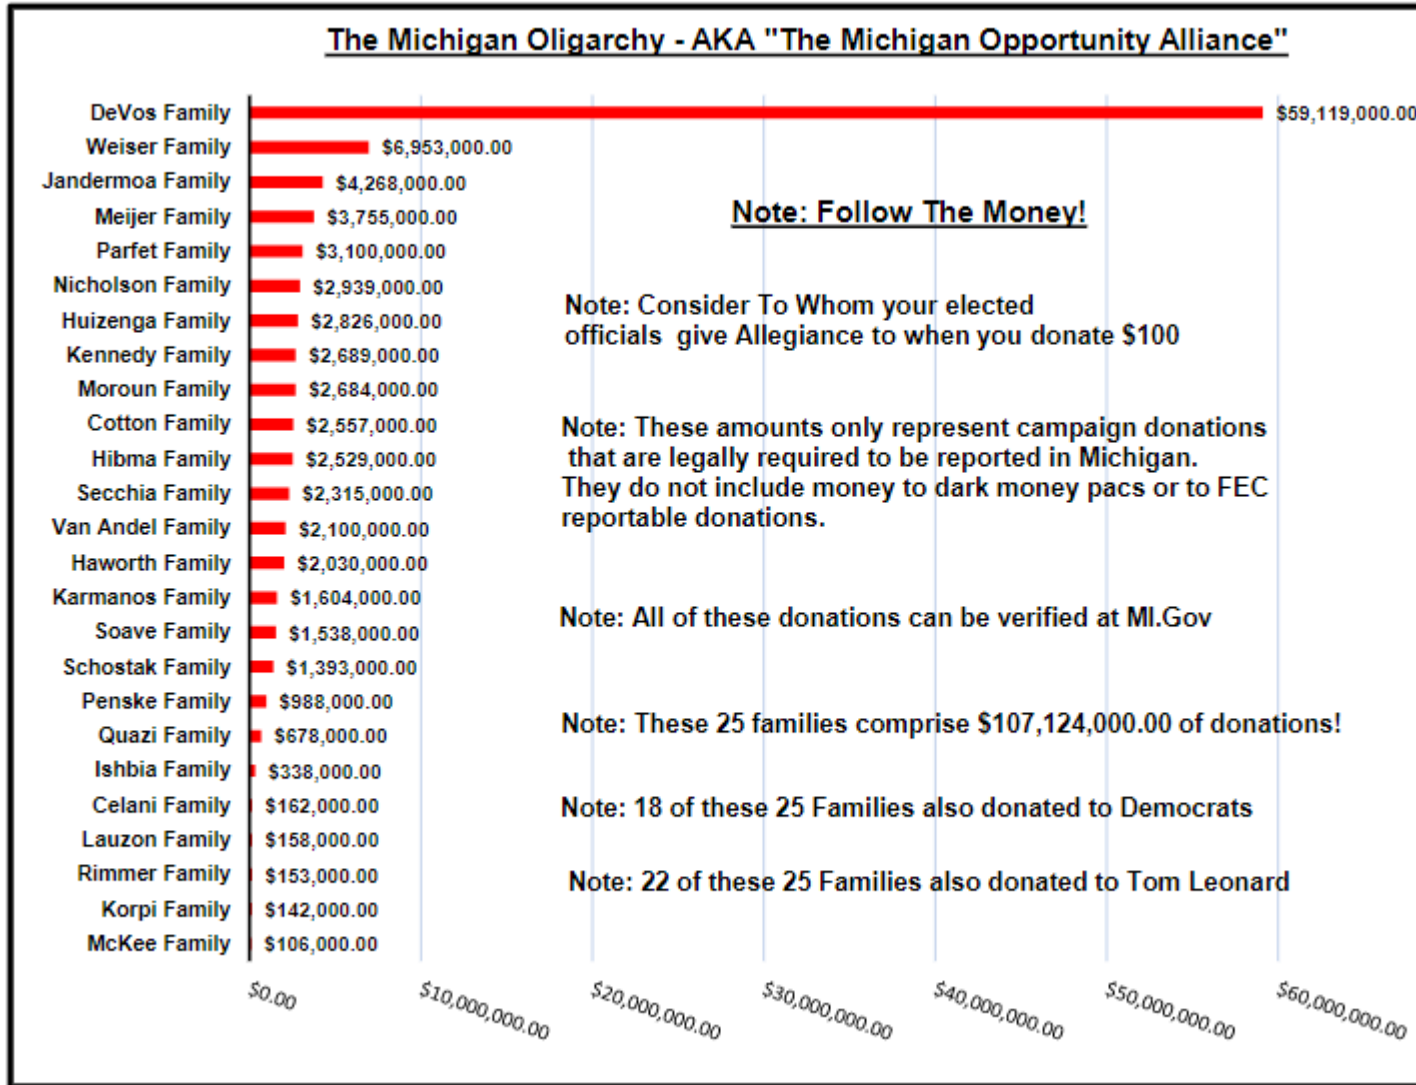 The Michigan Oligarchy - AKA "The Michigan Opportunity Alliance"
DeVos Family $59,119,000.00
Weiser Family $6,953,000.00
Jandermoa Family $4,268,000.00
Meijer Family $3,755,000.00
Parfet Family $3,100,000.00
Nicholson Family $2,939,000.00
Huizenga Family $2,826,000.00
Kennedy Family $2,689,000.00
Moroun Family $2,684,000.00
Cotton Family $2,557,000.00
Hibma Family $2,529,000.00
Secchia Family $2,315,000.00
Van Andel Family $2,100,000.00
Haworth Family $2,030,000.00
Karmanos Family $1,604,000.00
Soave Family $1,538,000.00
Schostak Family $1,393,000.00
Penske Family $988,000.00
Quazi Family $678,000.00
Ishbia Family $338,000.00
Celani Family $162,000.00
Lauzon Family $158,000.00
Rimmer Family $153,000.00
Korpi Family $142,000.00
McKee Family $106,000.00
Note: Follow The Money!
Note: Consider To Whom your elected
officials give Allegiance to when you donate $100
Note: These amounts only represent campaign donations
that are legally required to be reported in Michigan.
They do not include money to dark money pacs or to FEC
reportable donations.
Note: All of these donations can be verified at MI.Gov
Note: These 25 families comprise $107,124,000.00 of donations!
Note: 18 of these 25 Families also donated to Democrats
Note: 22 of these 25 Families also donated to Tom Leonard
$0.00 $10,000,000.00 $20,000,000.00 $30,000,000.00 $40,000,000.00 $50,000,000.00 $60,000,000.00